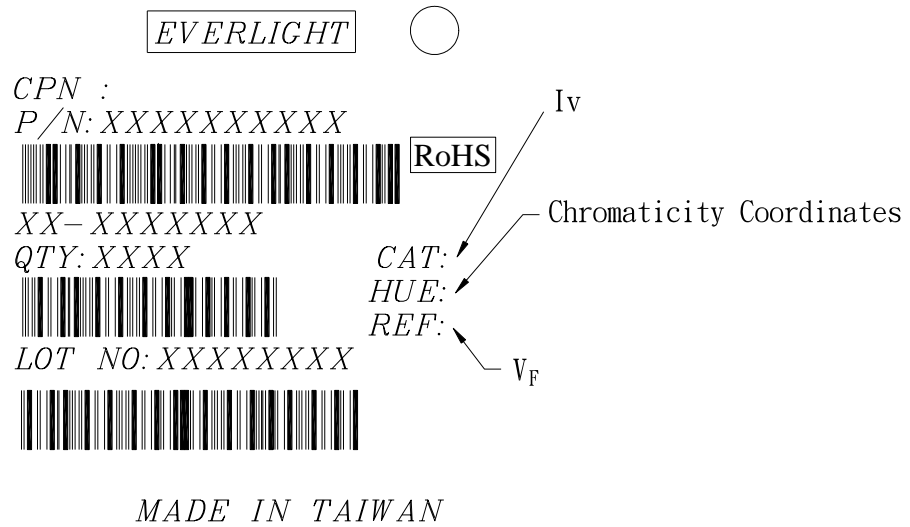 EVERLIGHT
CPN :
P/N: XXXXXXXXXX
RoHS
XX-XXXXXXX
QTY: XXXX
LOT NO: XXXXXXXX
CAT:
HUE:
REF:
Iv
Chromaticity Coordinates
VF
MADE IN TAIWAN